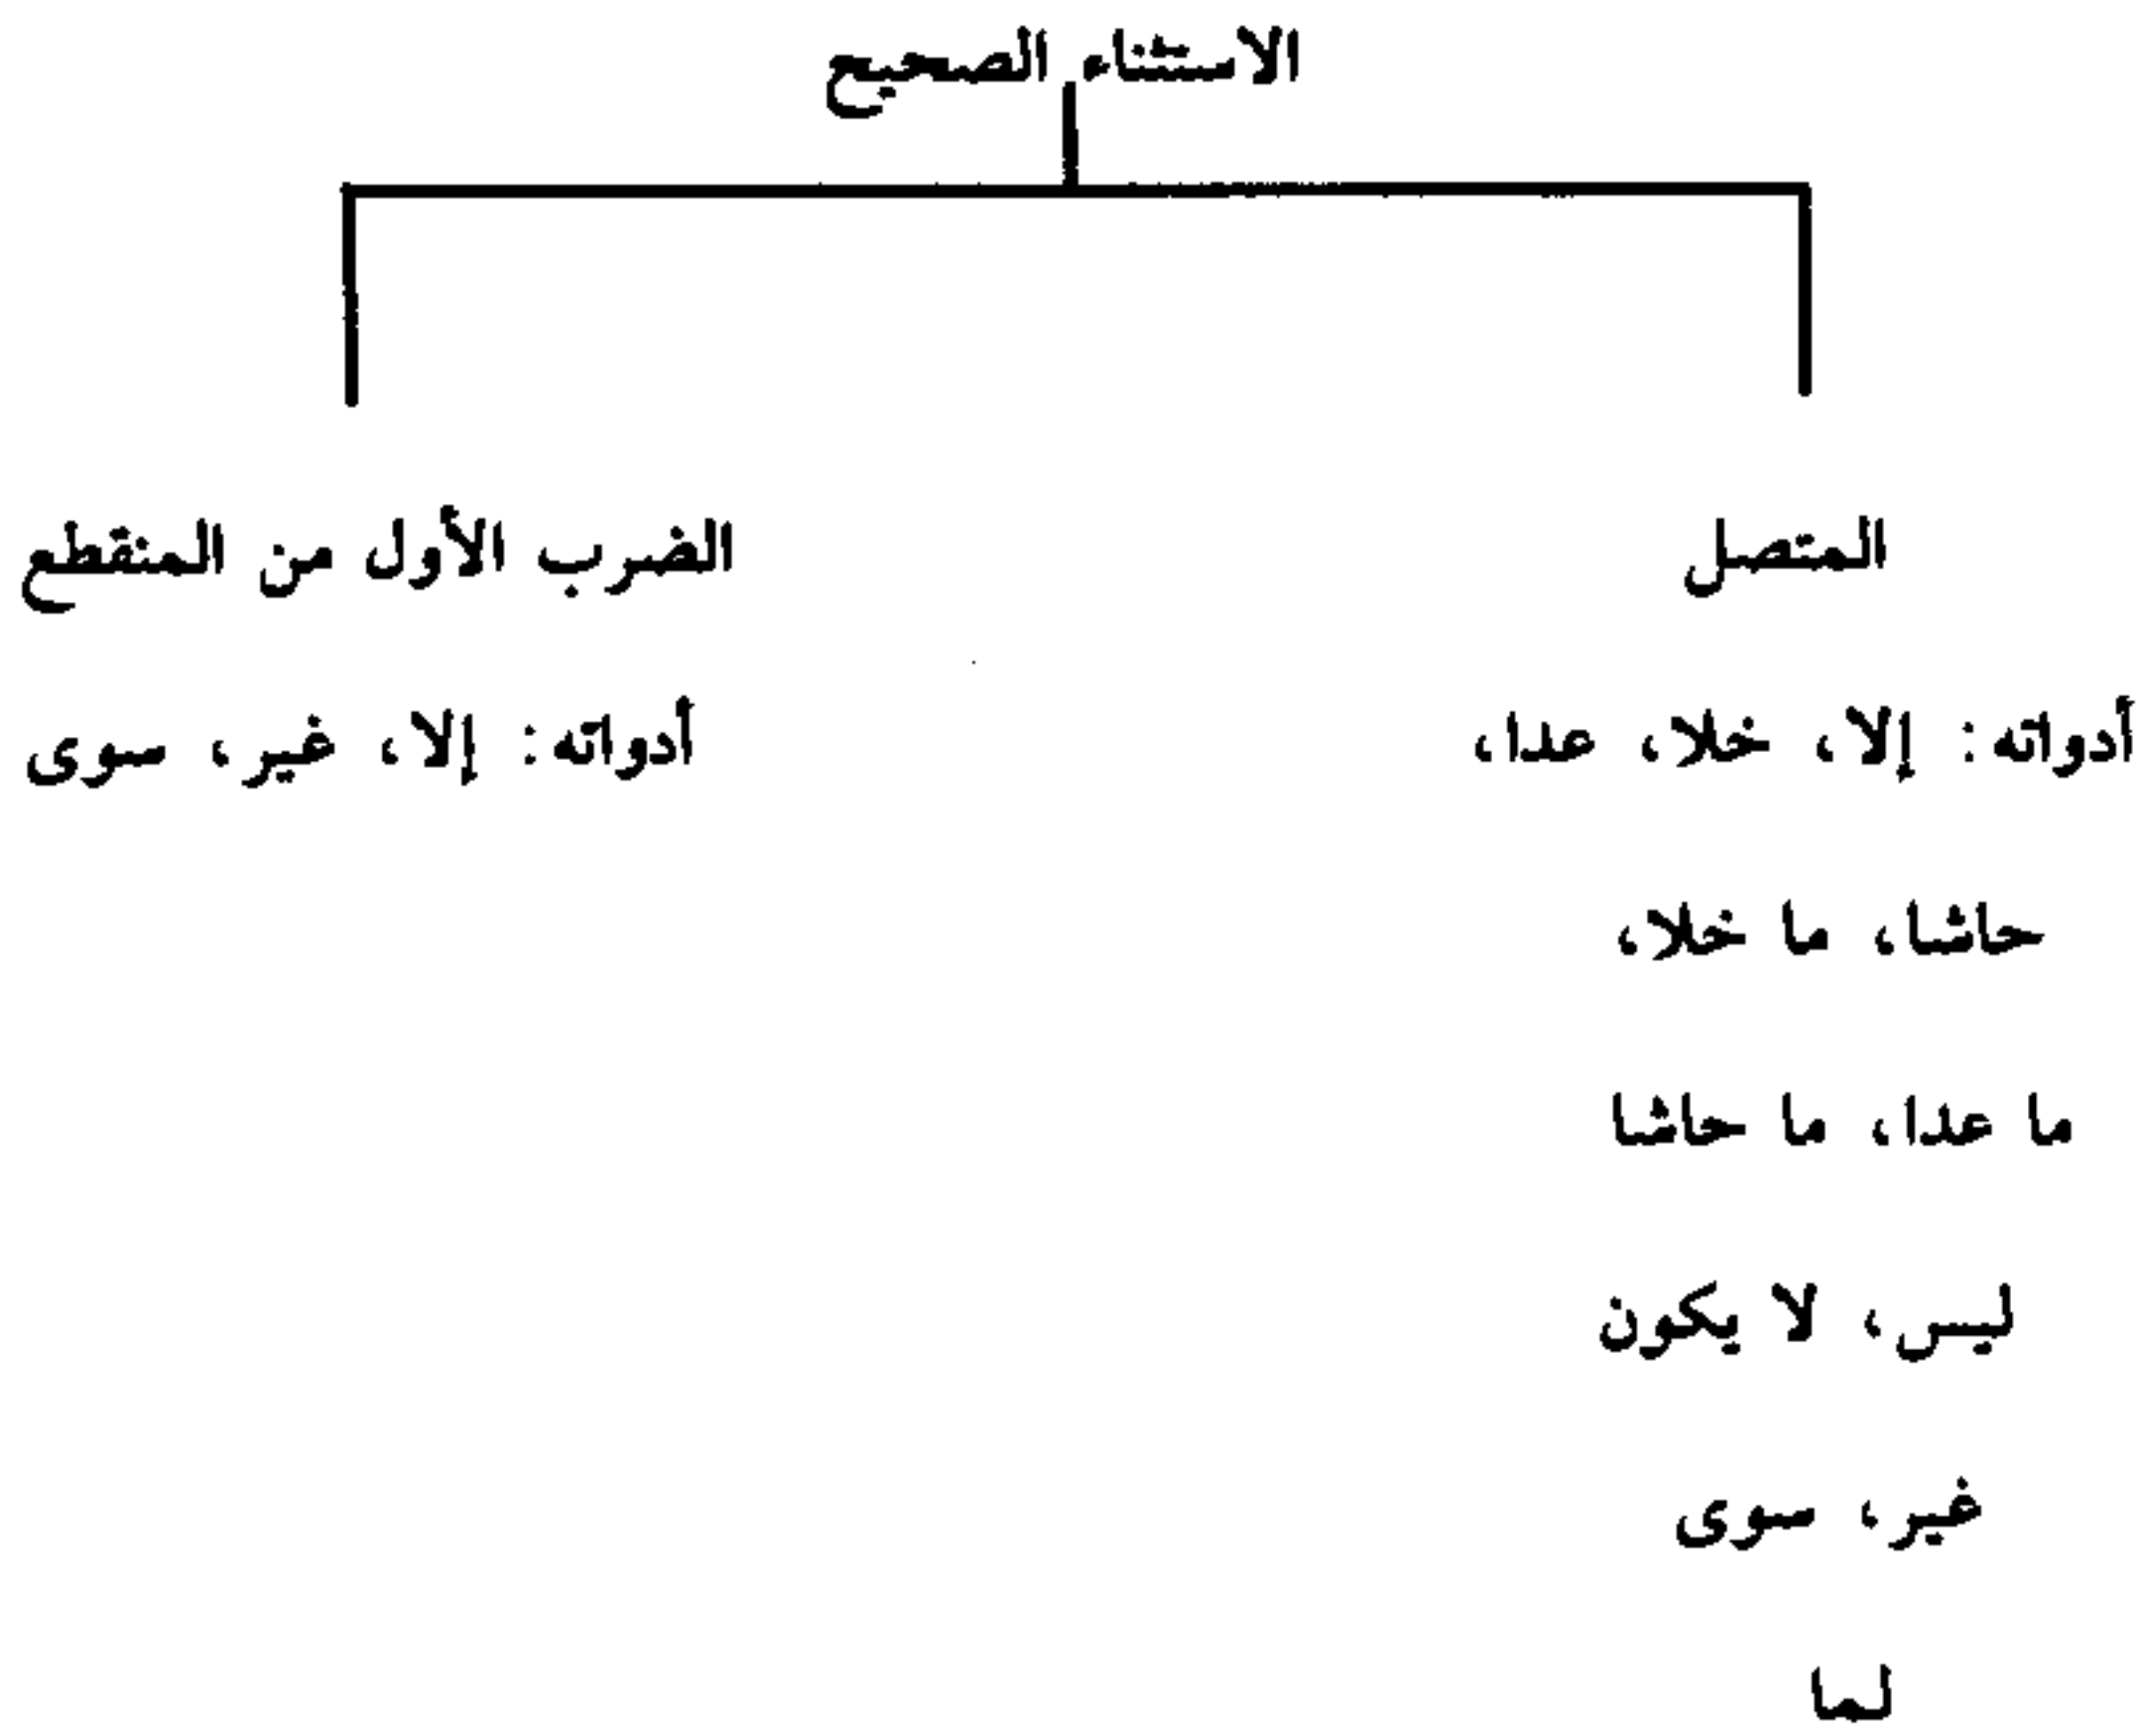 الاستثناء الصحيح
المتصل
الضرب الأول من المنقطع
أدواته: إلا، خلا، عدا،
أدواته: إلا، غير، سوى
حاشا، ما خلا،
ما عدا، ما حاشا
ليس، لا يكون
غير، سوى
لما